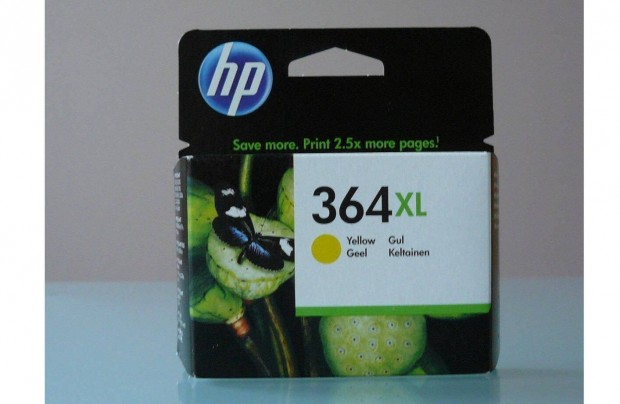 hp
Save more. Print 2.5x more pages!
364XL
Yellow Gul
Geel Keltainen